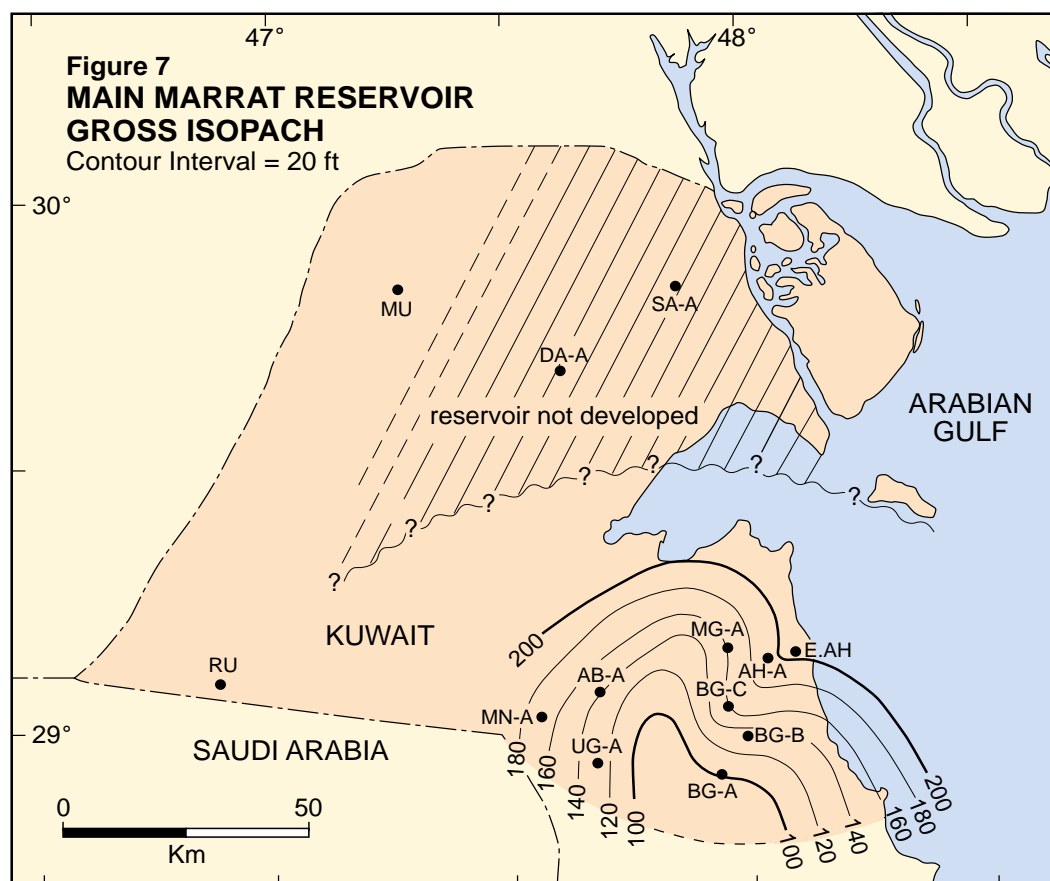 47°
48°
Figure 7
MAIN MARRAT RESERVOIR
GROSS ISOPACH
Contour Interval = 20 ft
30°
MU
SA-A
DA-A
reservoir not developed
ARABIAN
GULF
?
?
?
?
?
?
?
?
KUWAIT
200
MG-A
E.AH
AH-A
RU
AB-A
BG-C
MN-A
29°
BG-B
UG-A
SAUDI ARABIA
BG-A
180
160
140
120
100
100
120
140
160
180
200
0
50
Km